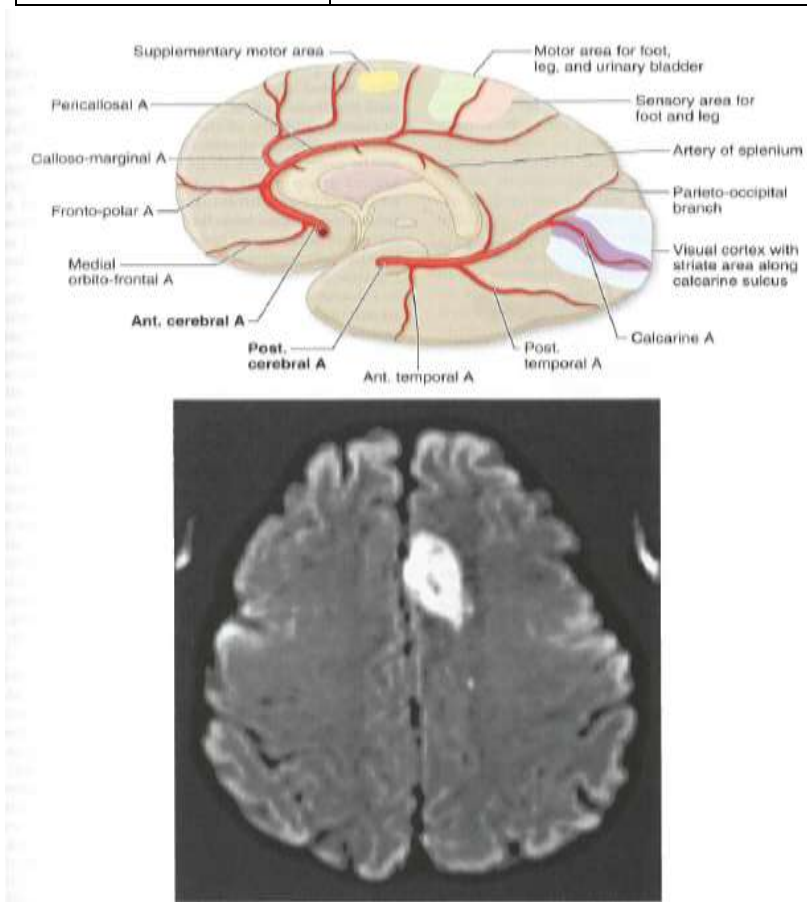 Supplementary motor area
Motor area for foot,
leg, and urinary bladder
Pericallosal A
Sensory area for
foot and leg
Calloso-marginal A
Artery of splenium
Fronto-polar A
Parieto-occipital
branch
Medial
orbito-frontal A
Visual cortex with
striate area along
calcarine sulcus
Ant. cerebral A
Post.
cerebral A
Ant. temporal A
Post.
temporal A
Calcarine A